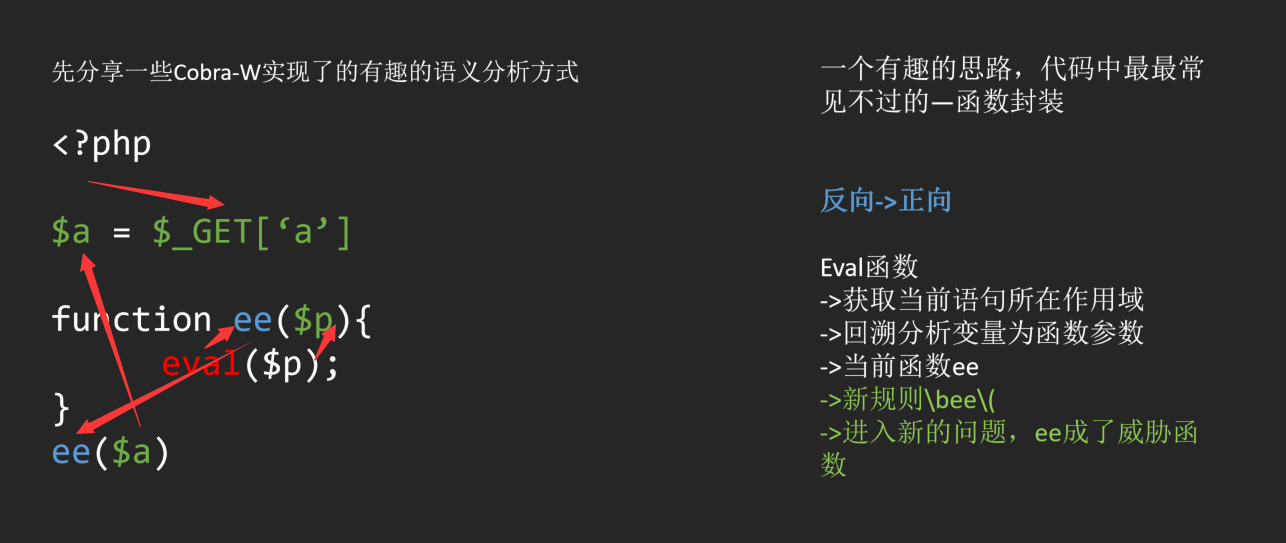 先分享一些Cobra-W实现了的有趣的语义分析方式
<?php
$a = $_GET[‘a’]
function ee($p){
eval($p);
}
ee($a)
一个有趣的思路，代码中最最常
见不过的—函数封装
反向->正向
Eval函数
->获取当前语句所在作用域
->回溯分析变量为函数参数
->当前函数ee
->新规则\bee\(
->进入新的问题，ee成了威胁函
数